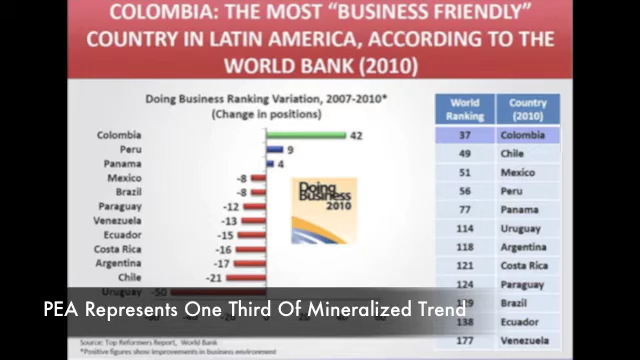 COLOMBIA: THE MOST “BUSINESS FRIENDLY”
COUNTRY IN LATIN AMERICA, ACCORDING TO THE
WORLD BANK (2010)
Doing Business Ranking Variation, 2007-2010*
(Change in positions)
Colombia 42
Peru 9
Panama 4
Mexico -8
Brazil -8
Paraguay -12
Venezuela -13
Ecuador -15
Costa Rica -16
Argentina -17
Chile -21
Uruguay -50
Doing
Business
2010
World Ranking Country (2010)
37 Colombia
49 Chile
51 Mexico
56 Peru
77 Panama
114 Uruguay
118 Argentina
121 Costa Rica
124 Paraguay
129 Brazil
138 Ecuador
177 Venezuela
PEA Represents One Third Of Mineralized Trend
Source: Top Reformers Report, World Bank
*Positive figures show improvements in business environment